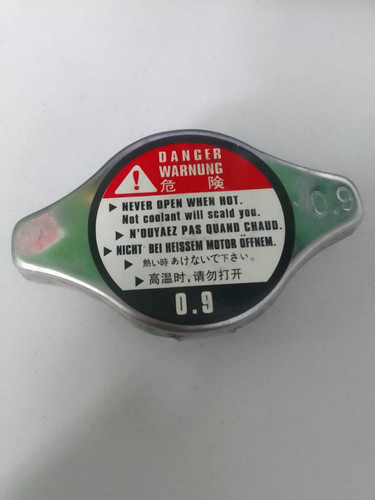 DANGER
WARNUNG
危 険
NEVER OPEN WHEN HOT.
Not coolant will scald you.
N'OUYAEZ PAS QUAND CHAUD.
NICHT BEI HEISSEM MOTÖR ÖFFNEM.
熱い時 あけないで下さい。
高温时,请勿打开
0.9
0.9